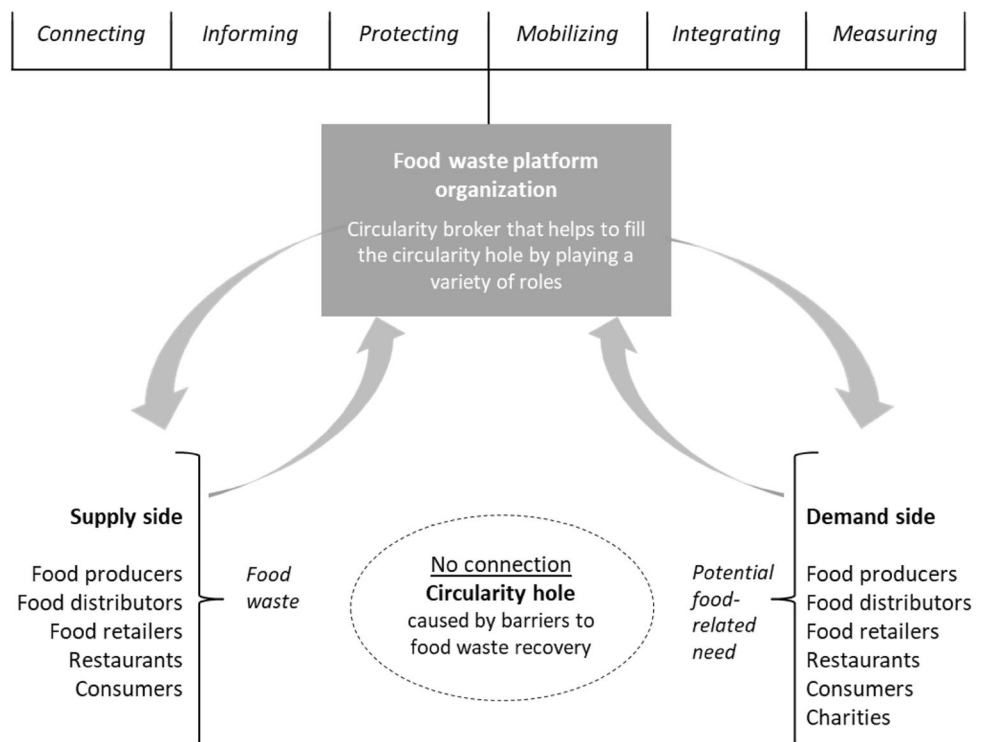 Connecting Informing Protecting Mobilizing Integrating Measuring
Food waste platform
organization
Circularity broker that helps to fill
the circularity hole by playing a
variety of roles
Supply side
Food producers
Food distributors
Food retailers
Restaurants
Consumers
Food
waste
No connection
Circularity hole
caused by barriers to
food waste recovery
Potential
food-
related
need
Demand side
Food producers
Food distributors
Food retailers
Restaurants
Consumers
Charities